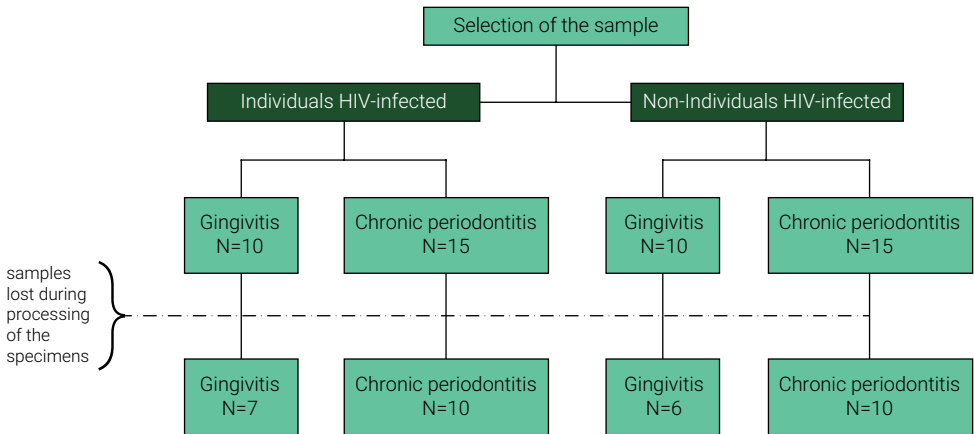 Selection of the sample
Individuals HIV-infected
Non-Individuals HIV-infected
Gingivitis
N=10
Chronic periodontitis
N=15
Gingivitis
N=10
Chronic periodontitis
N=15
samples
lost during
processing
of the
specimens
Gingivitis
N=7
Chronic periodontitis
N=10
Gingivitis
N=6
Chronic periodontitis
N=10